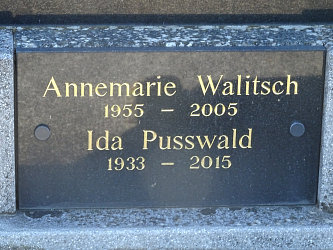 Annemarie Walitsch
1955 – 2005
Ida Pusswald
1933 – 2015